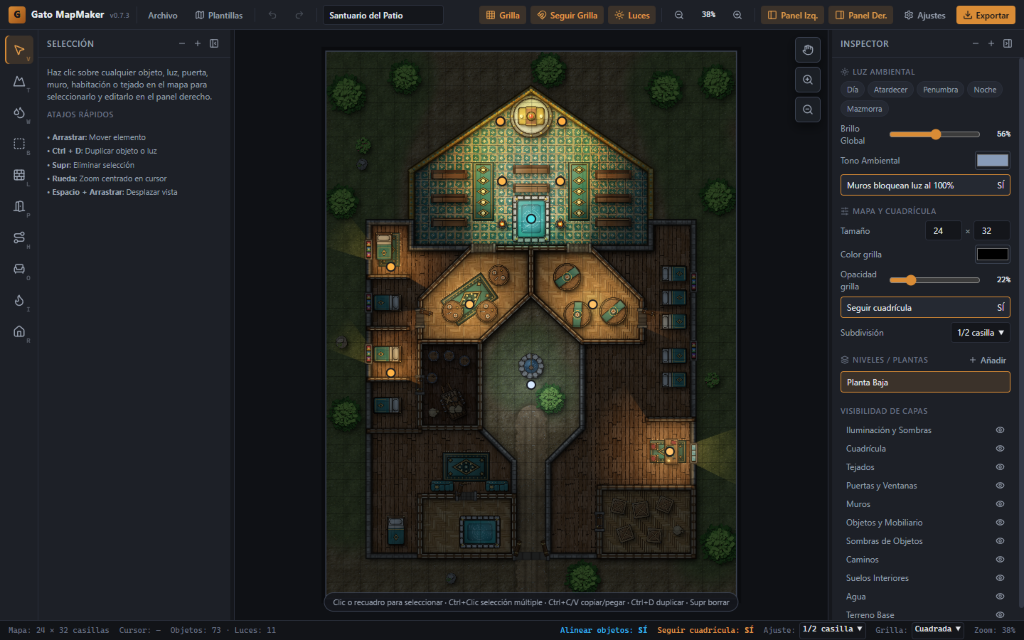 G Gato MapMaker v0.7.3 Archivo Plantillas Santuario del Patio Grilla Seguir Grilla Luces 38% Panel Izq. Panel Der. Ajustes Exportar
SELECCIÓN
Haz clic sobre cualquier objeto, luz, puerta,
muro, habitación o tejado en el mapa para
seleccionarlo y editarlo en el panel derecho.
ATAJOS RÁPIDOS
• Arrastrar: Mover elemento
• Ctrl + D: Duplicar objeto o luz
• Supr: Eliminar selección
• Rueda: Zoom centrado en cursor
• Espacio + Arrastrar: Desplazar vista
INSPECTOR
LUZ AMBIENTAL
Día Atardecer Penumbra Noche
Mazmorra
Brillo
Global 56%
Tono Ambiental
Muros bloquean luz al 100% SÍ
MAPA Y CUADRÍCULA
Tamaño 24 × 32
Color grilla
Opacidad
grilla 22%
Seguir cuadrícula SÍ
Subdivisión 1/2 casilla ▼
NIVELES / PLANTAS + Añadir
Planta Baja
VISIBILIDAD DE CAPAS
Iluminación y Sombras
Cuadrícula
Tejados
Puertas y Ventanas
Muros
Objetos y Mobiliario
Sombras de Objetos
Caminos
Suelos Interiores
Agua
Terreno Base
Clic o recuadro para seleccionar · Ctrl+Clic selección múltiple · Ctrl+C/V copiar/pegar · Ctrl+D duplicar · Supr borrar
Mapa: 24 × 32 casillas Cursor: — Objetos: 73 · Luces: 11 Alinear objetos: SÍ Seguir cuadrícula: SÍ Ajuste: 1/2 casilla ▼ Grilla: Cuadrada ▼ Zoom: 38%